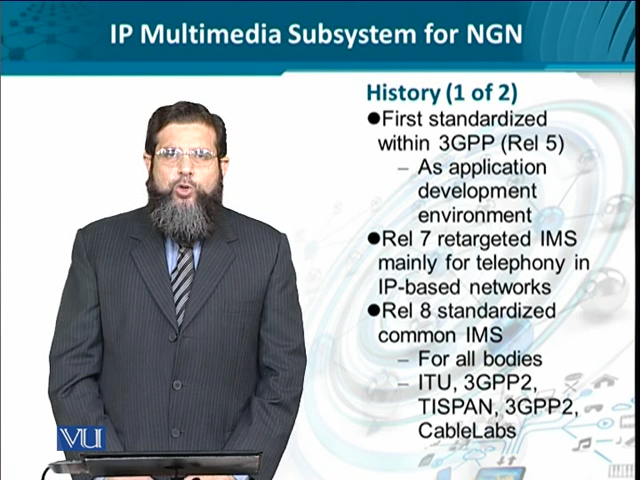 IP Multimedia Subsystem for NGN
History (1 of 2)
●First standardized
within 3GPP (Rel 5)
– As application
development
environment
●Rel 7 retargeted IMS
mainly for telephony in
IP-based networks
●Rel 8 standardized
common IMS
– For all bodies
– ITU, 3GPP2,
TISPAN, 3GPP2,
CableLabs
VU